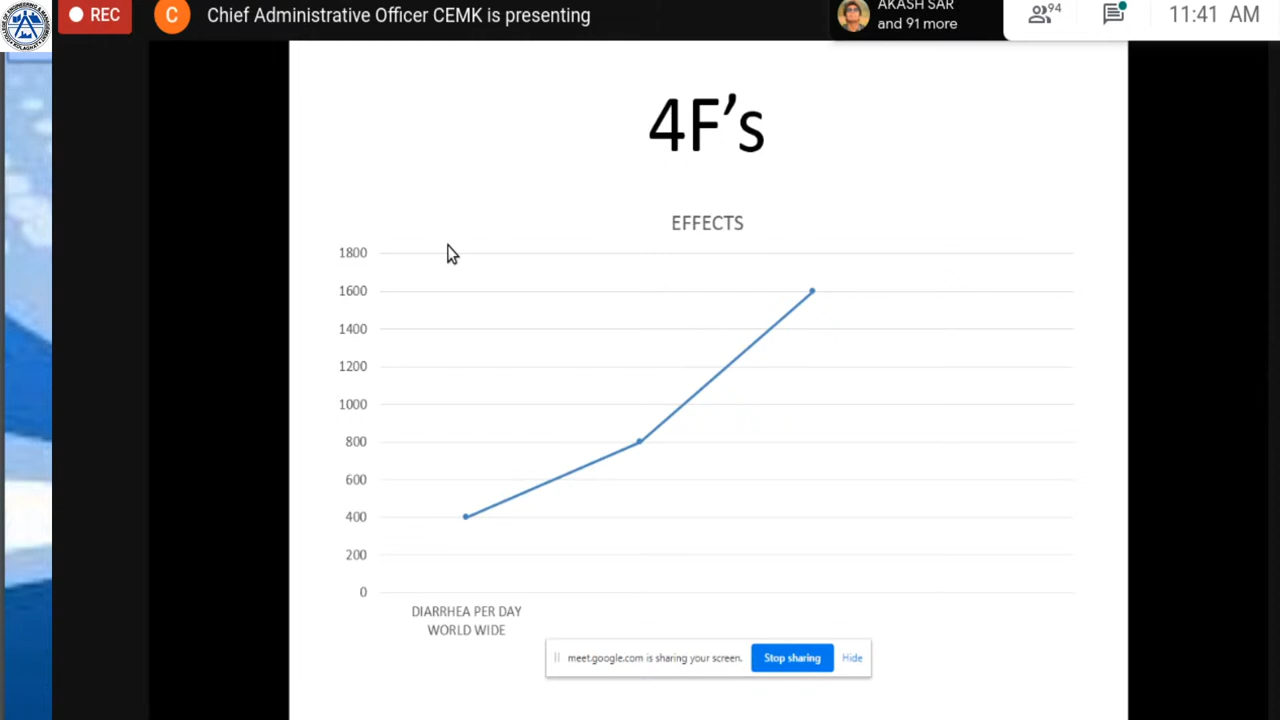 REC
C
Chief Administrative Officer CEMK is presenting
AKASH SAR
and 91 more
94
11:41 AM
4F's
EFFECTS
1800
1600
1400
1200
1000
800
600
400
200
0
DIARRHEA PER DAY
WORLD WIDE
meet.google.com is sharing your screen.
Stop sharing
Hide